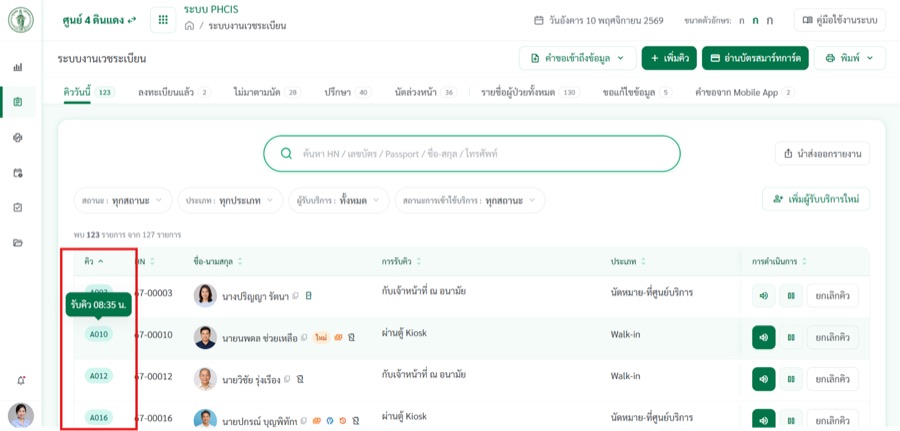 ศูนย์ 4 ดินแดง
ระบบ PHCIS
/ ระบบงานเวชระเบียน
วันอังคาร 10 พฤศจิกายน 2569
ขนาดตัวอักษร: ก ก ก
คู่มือใช้งานระบบ
ระบบงานเวชระเบียน
คำขอเข้าถึงข้อมูล
+ เพิ่มคิว
อ่านบัตรสมาร์ทการ์ด
พิมพ์
คิววันนี้ 123 ลงทะเบียนแล้ว 2 ไม่มาตามนัด 28 ปรึกษา 40 นัดล่วงหน้า 36 รายชื่อผู้ป่วยทั้งหมด 130 ขอแก้ไขข้อมูล 5 คำขอจาก Mobile App 2
ค้นหา HN / เลขบัตร / Passport / ชื่อ-สกุล / โทรศัพท์
นำส่งออกรายงาน
สถานะ : ทุกสถานะ ประเภท : ทุกประเภท ผู้รับบริการ : ทั้งหมด สถานะการเข้าใช้บริการ : ทุกสถานะ
เพิ่มผู้รับบริการใหม่
พบ 123 รายการ จาก 127 รายการ
คิว HN ชื่อ-นามสกุล การรับคิว ประเภท การดำเนินการ
67-00003 นางปริญญา รัตนา กับเจ้าหน้าที่ ณ อนามัย นัดหมาย-ที่ศูนย์บริการ ยกเลิกคิว
รับคิว 08:35 น.
A010 67-00010 นายนพดล ช่วยเหลือ ใหม่ ผ่านตู้ Kiosk Walk-in ยกเลิกคิว
A012 67-00012 นายวิชัย รุ่งเรือง กับเจ้าหน้าที่ ณ อนามัย Walk-in ยกเลิกคิว
A016 67-00016 นายปกรณ์ บุญพิทักา ผ่านตู้ Kiosk นัดหมาย-ที่ศูนย์บริการ ยกเลิกคิว